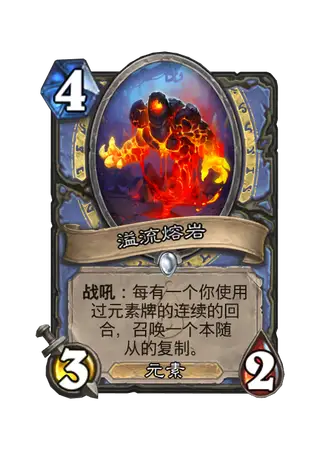 4
溢流熔岩
战吼：每有一个你使用
过元素牌的连续的回
合，召唤一个本随
从的复制。
3
元素
2